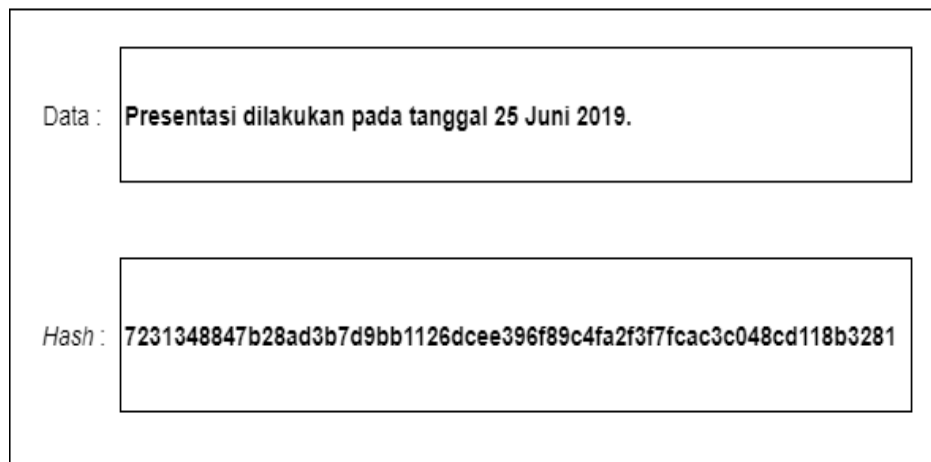 Data : Presentasi dilakukan pada tanggal 25 Juni 2019.
Hash : 7231348847b28ad3b7d9bb1126dcee396f89c4fa2f3f7fcac3c048cd118b3281